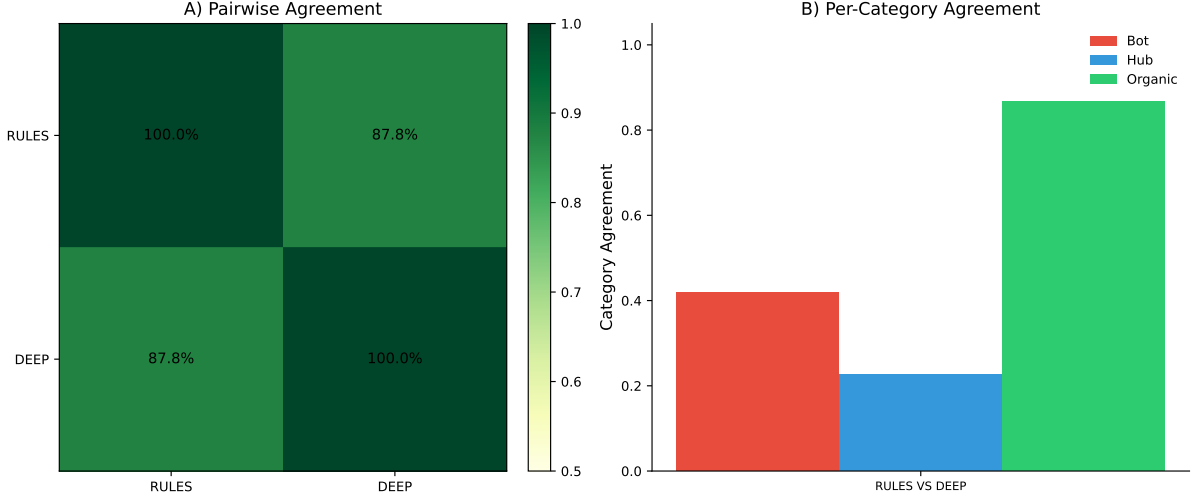 A) Pairwise Agreement
RULES
DEEP
100.0%
87.8%
87.8%
100.0%
RULES
DEEP
1.0
0.9
0.8
0.7
0.6
0.5
B) Per-Category Agreement
Category Agreement
1.0
0.8
0.6
0.4
0.2
0.0
Bot
Hub
Organic
RULES VS DEEP